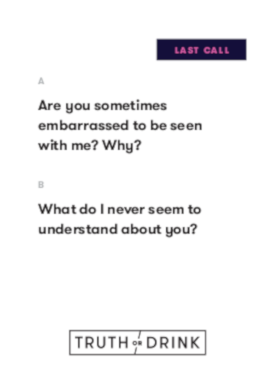 LAST CALL
A
Are you sometimes
embarrassed to be seen
with me? Why?
B
What do I never seem to
understand about you?
TRUTH OR DRINK